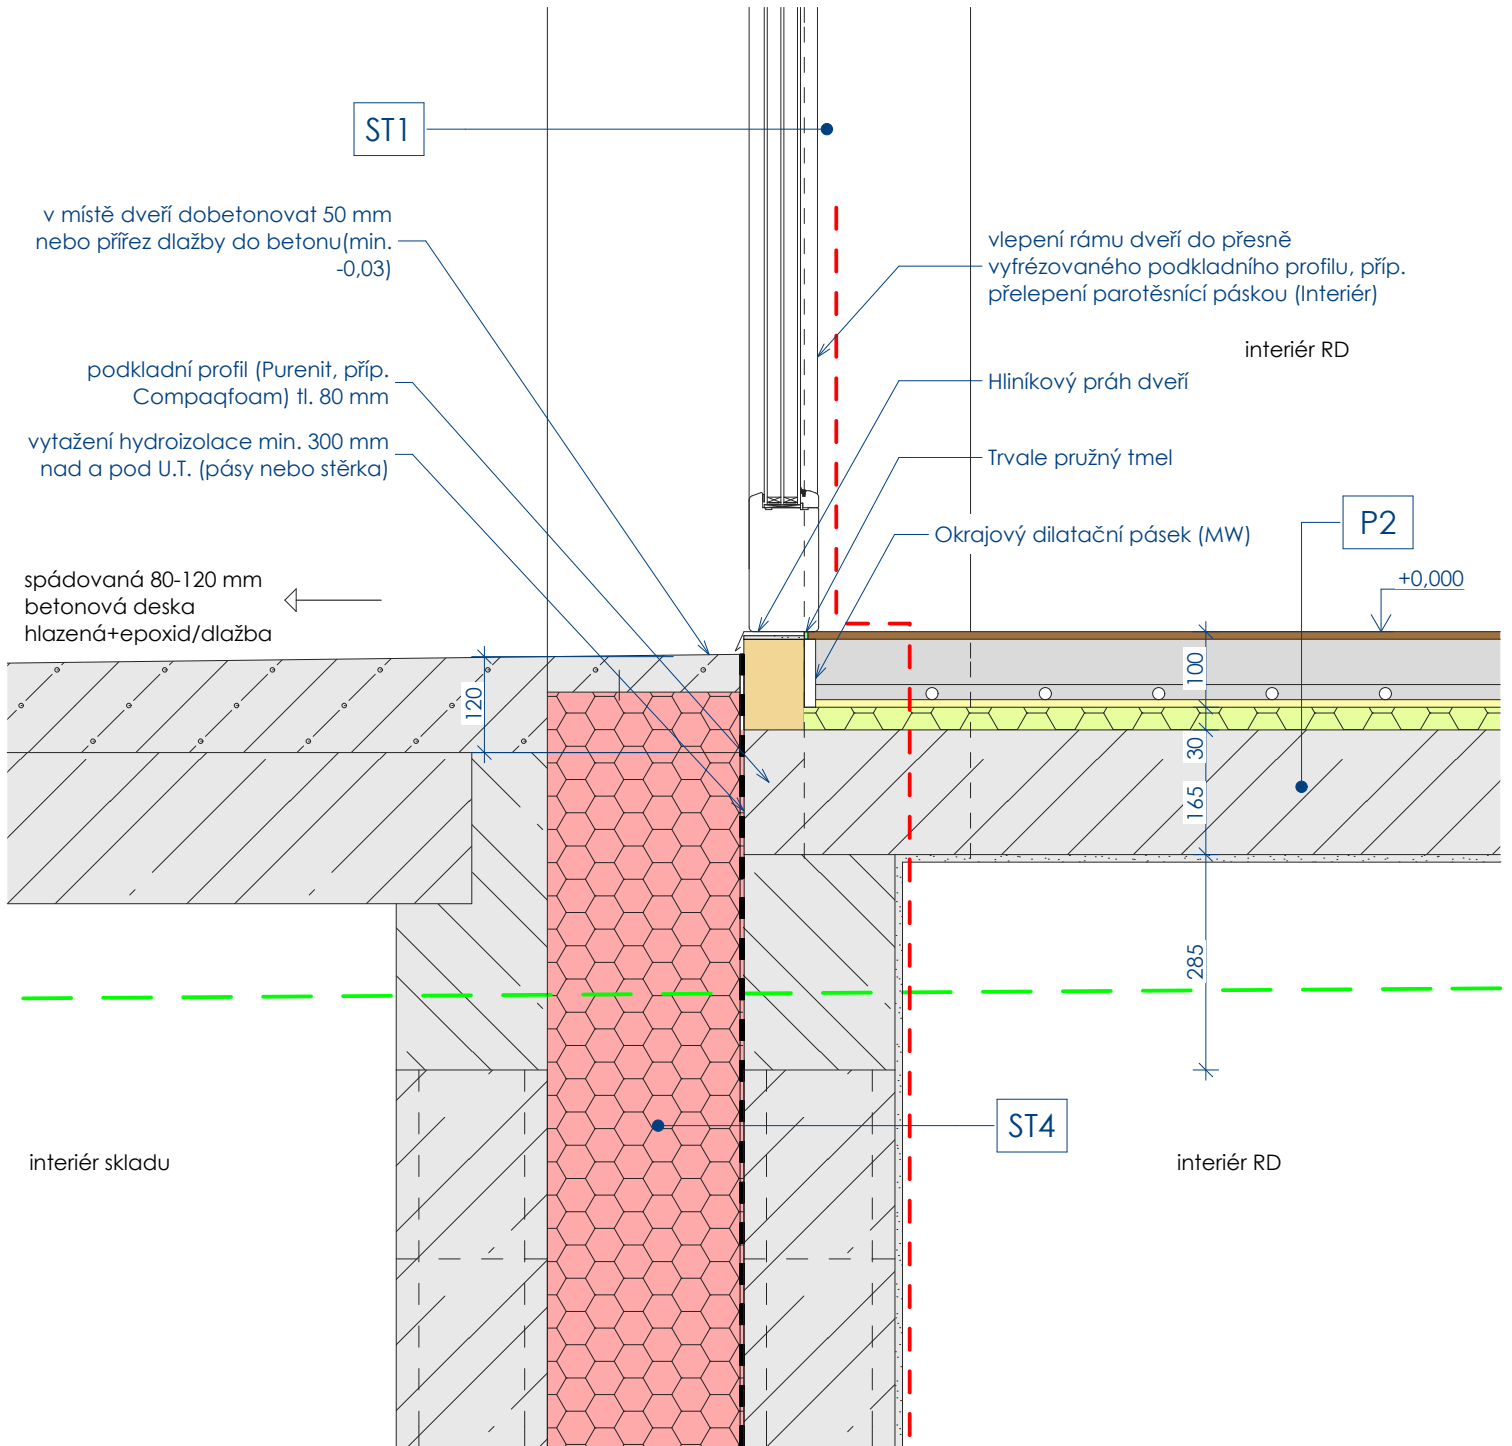 ST1
v místě dveří dobetonovat 50 mm
nebo přířez dlažby do betonu(min.
-0,03)
vlepení rámu dveří do přesně
vyfrézovaného podkladního profilu, příp.
přelepení parotěsnící páskou (Interiér)
interiér RD
podkladní profil (Purenit, příp.
Compaqfoam) tl. 80 mm
Hliníkový práh dveří
vytažení hydroizolace min. 300 mm
nad a pod U.T. (pásy nebo stěrka)
Trvale pružný tmel
P2
Okrajový dilatační pásek (MW)
spádovaná 80-120 mm
betonová deska
hlazená+epoxid/dlažba
+0,000
120
100
30
165
285
ST4
interiér skladu
interiér RD